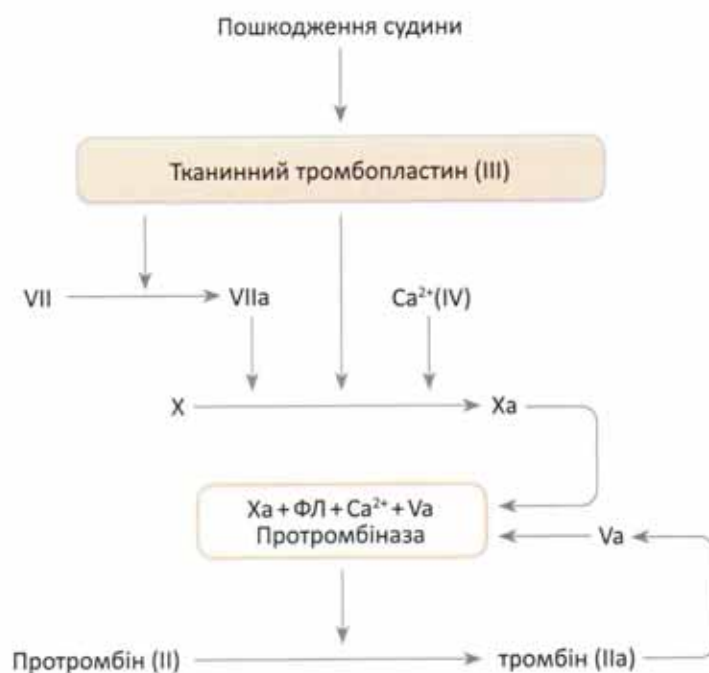 Пошкодження судини
Тканинний тромбопластин (III)
VII
VIIa
Ca²⁺(IV)
X
Xa
Xa + ФЛ + Ca²⁺ + Va
Протромбіназа
Va
Протромбін (II)
тромбін (IIa)